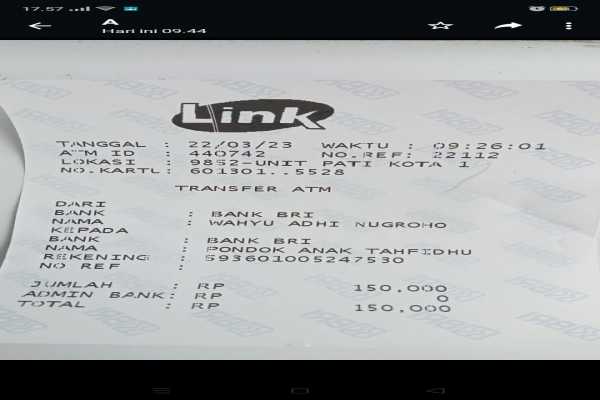 17.57
A
Hari ini 09.44
Link
TANGGAL : 22/03/23 WAKTU : 09:26:01
ATM ID : 440742 NO.REF: 22112
LOKASI : 9852-UNIT PATI KOTA 1
NO.KARTU: 601301..5528
TRANSFER ATM
DARI
BANK : BANK BRI
NAMA : WAHYU ADHI NUGROHO
KEPADA
BANK : BANK BRI
NAMA : PONDOK ANAK TAHFIDHU
REKENING : 593601005247530
NO REF :
JUMLAH : RP 150.000
ADMIN BANK: RP 0
TOTAL : RP 150.000